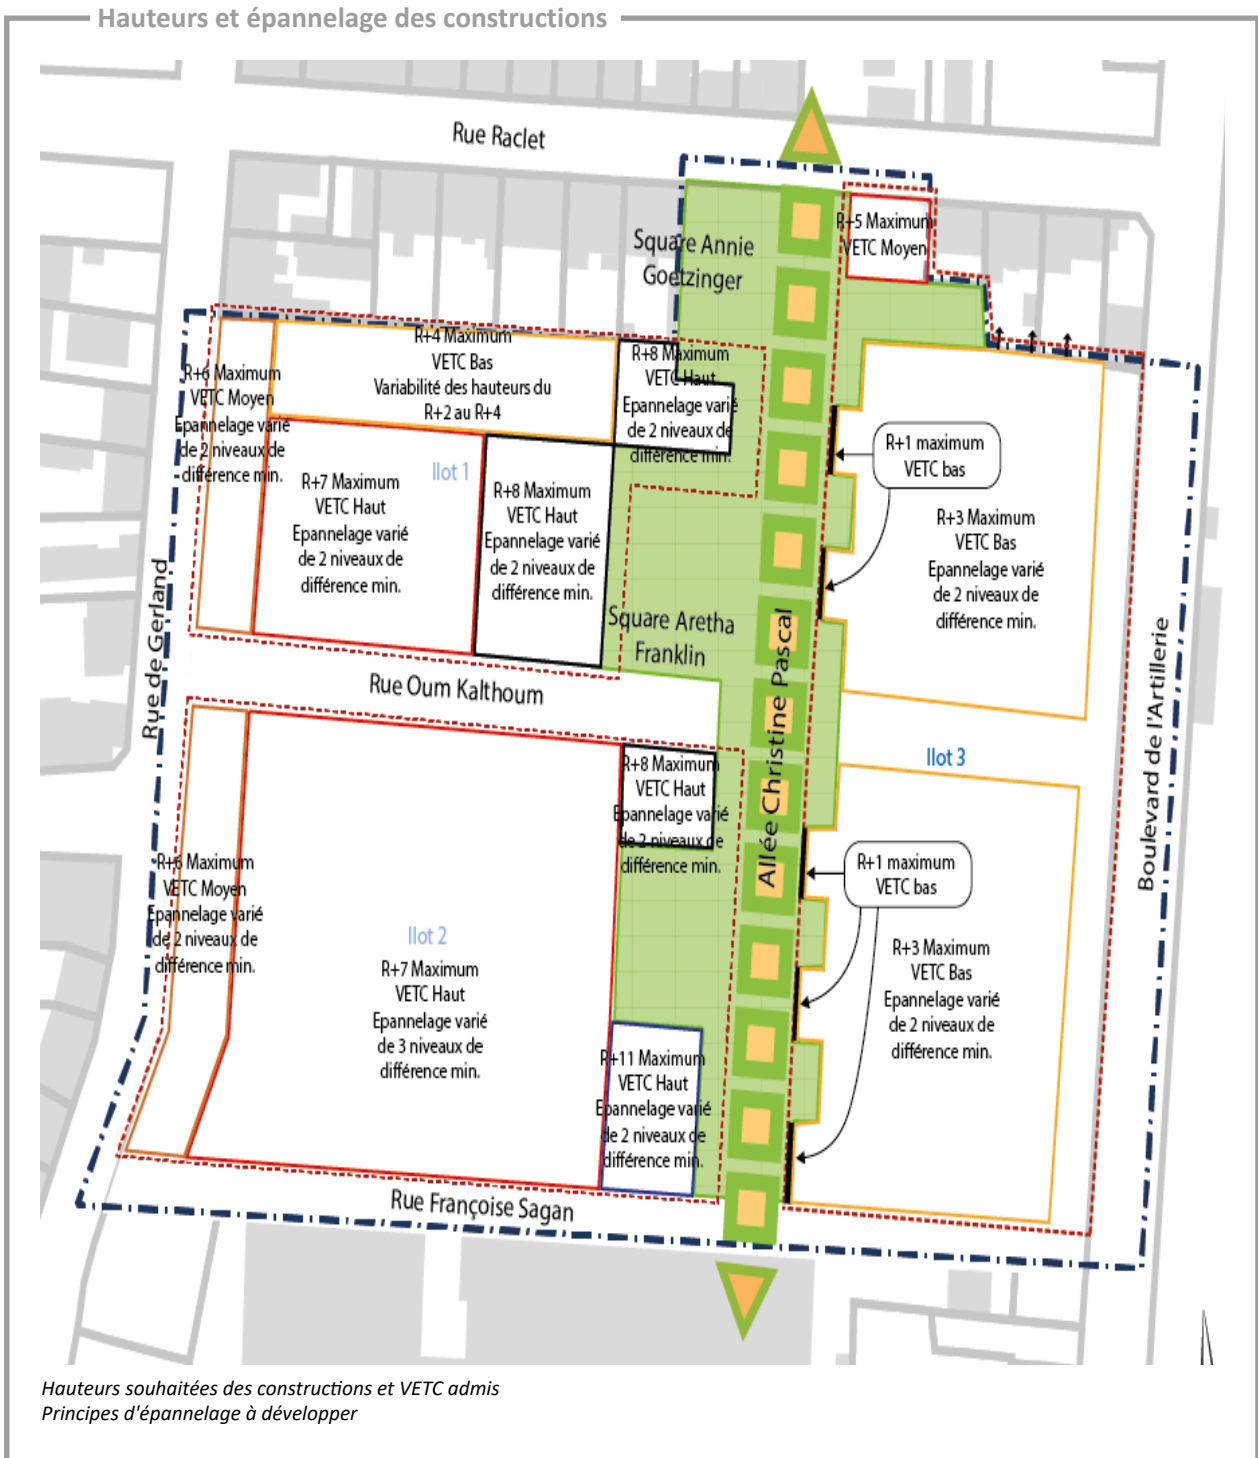 Hauteurs et épannelage des constructions
Rue Raclet
R+5 Maximum
VETC Moyen
Square Annie
Goetzinger
R+6 Maximum
VETC Moyen
Epannelage varié
de 2 niveaux de
différence min.
R+4 Maximum
VETC Bas
Variabilité des hauteurs du
R+2 au R+4
R+8 Maximum
VETC Haut
Epannelage varié
de 2 niveaux de
différence min.
R+1 maximum
VETC bas
Ilot 1
R+7 Maximum
VETC Haut
Epannelage varié
de 2 niveaux de
différence min.
R+8 Maximum
VETC Haut
Epannelage varié
de 2 niveaux de
différence min.
R+3 Maximum
VETC Bas
Epannelage varié
de 2 niveaux de
différence min.
Rue de Gerland
Square Aretha
Franklin
Allée Christine Pascal
Boulevard de l'Artillerie
Rue Oum Kalthoum
Ilot 3
R+8 Maximum
VETC Haut
Epannelage varié
de 2 niveaux de
différence min.
R+6 Maximum
VETC Moyen
Epannelage varié
de 2 niveaux de
différence min.
R+1 maximum
VETC bas
Ilot 2
R+7 Maximum
VETC Haut
Epannelage varié
de 3 niveaux de
différence min.
R+3 Maximum
VETC Bas
Epannelage varié
de 2 niveaux de
différence min.
R+11 Maximum
VETC Haut
Epannelage varié
de 2 niveaux de
différence min.
Rue Françoise Sagan
Hauteurs souhaitées des constructions et VETC admis
Principes d'épannelage à développer